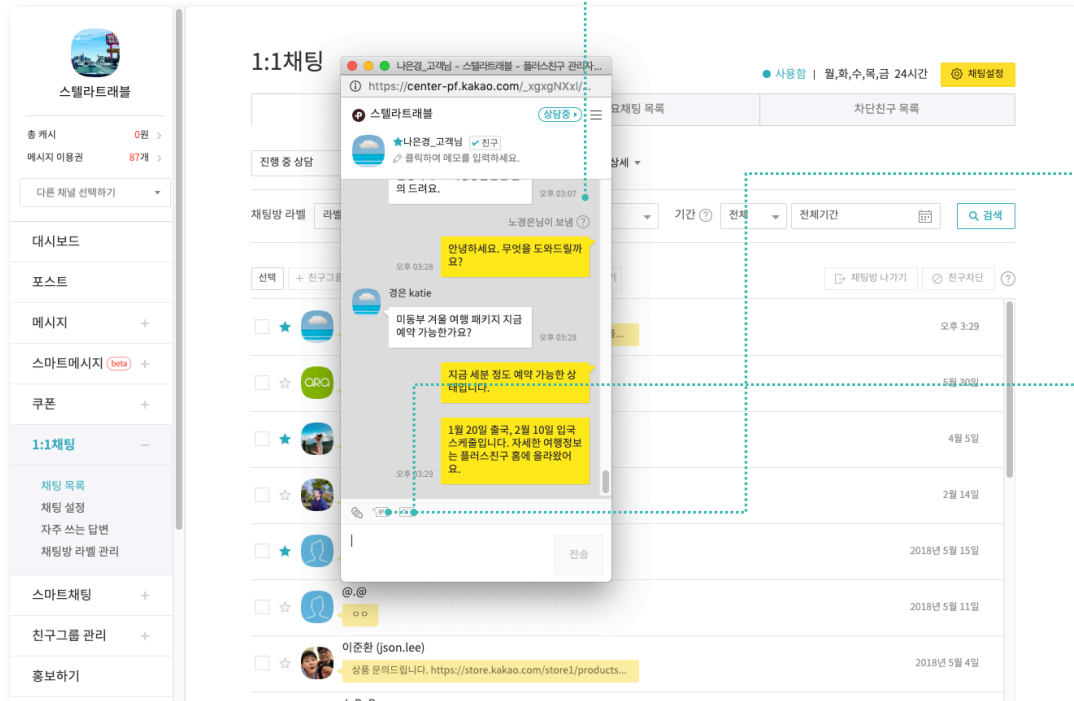 스텔라트래블
총 캐시 0원
메시지 이용권 87개
다른 채널 선택하기
대시보드
포스트
메시지
스마트메시지 beta
쿠폰
1:1채팅
채팅 목록
채팅 설정
자주 쓰는 답변
채팅방 라벨 관리
스마트채팅
친구그룹 관리
홍보하기
1:1채팅
사용함 | 월,화,수,목,금 24시간
채팅설정
요채팅 목록
차단친구 목록
진행 중 상담
상세
채팅방 라벨
기간
전체
전체기간
검색
선택
+ 친구그룹
채팅방 나가기
친구차단
오후 3:29
5월 30일
4월 5일
2월 14일
2018년 5월 15일
@.@
ㅇㅇ
2018년 5월 11일
이준환 (json.lee)
상품 문의드립니다. https://store.kakao.com/store1/products...
2018년 5월 4일
나은경_고객님 - 스텔라트래블 - 플러스친구 관리자...
https://center-pf.kakao.com/_xgxgNXxl/...
스텔라트래블
상담중
나은경_고객님 친구
클릭하여 메모를 입력하세요.
의 드려요.
오후 03:07
노경은님이 보냄
안녕하세요. 무엇을 도와드릴까
요?
오후 03:28
경은 katie
미동부 겨울 여행 패키지 지금
예약 가능한가요?
오후 03:28
지금 세분 정도 예약 가능한 상
태입니다.
1월 20일 출국, 2월 10일 입국
스케줄입니다. 자세한 여행정보
는 플러스친구 홈에 올라왔어
요.
오후 03:29
전송